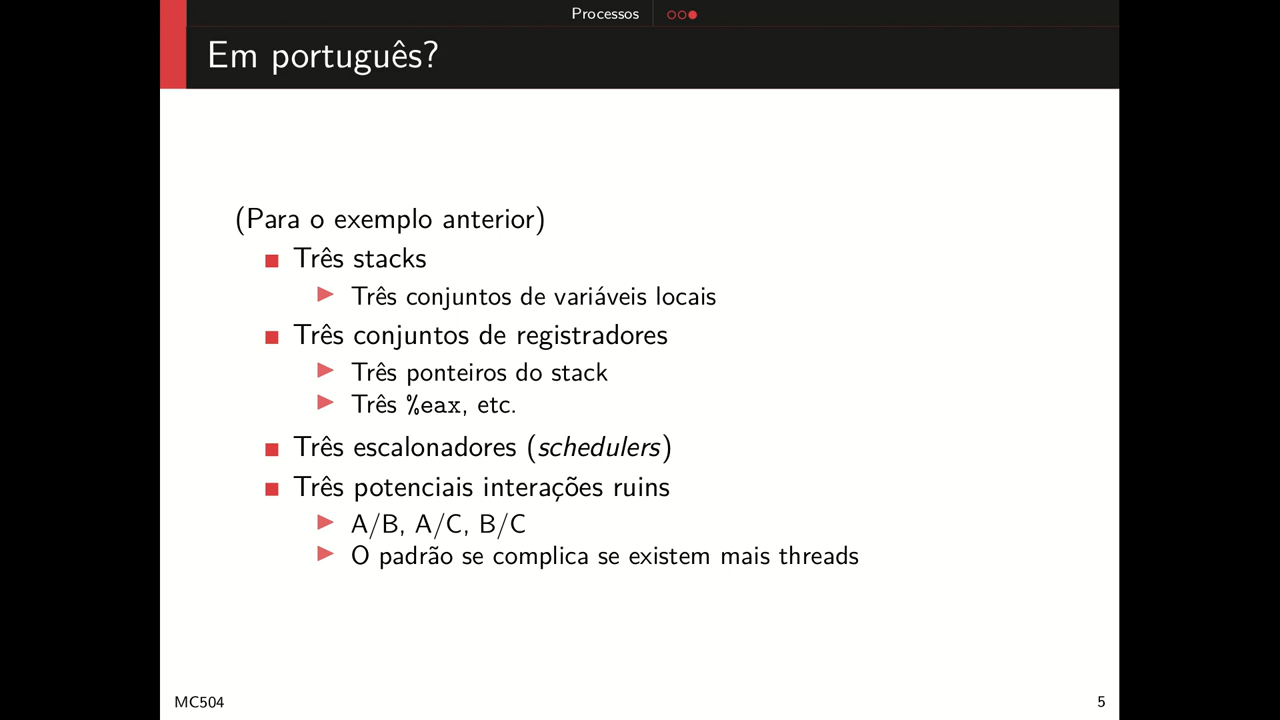 Processos
Em português?
(Para o exemplo anterior)
Três stacks
Três conjuntos de variáveis locais
Três conjuntos de registradores
Três ponteiros do stack
Três %eax, etc.
Três escalonadores (schedulers)
Três potenciais interações ruins
A/B, A/C, B/C
O padrão se complica se existem mais threads
MC504
5